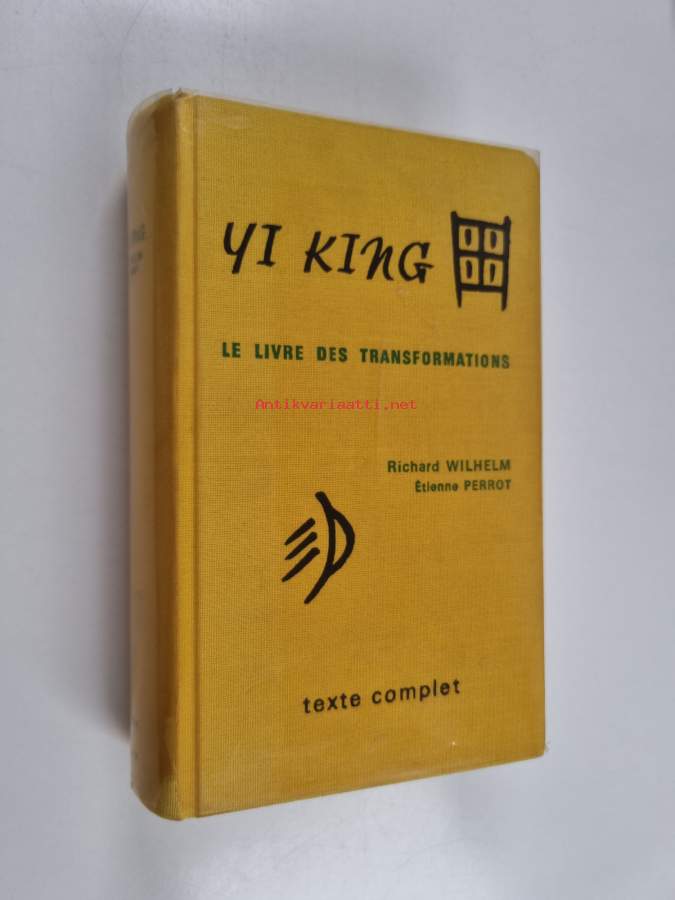 YI KING
LE LIVRE DES TRANSFORMATIONS
Antikvariaatti.net
Richard WILHELM
Étienne PERROT
texte complet